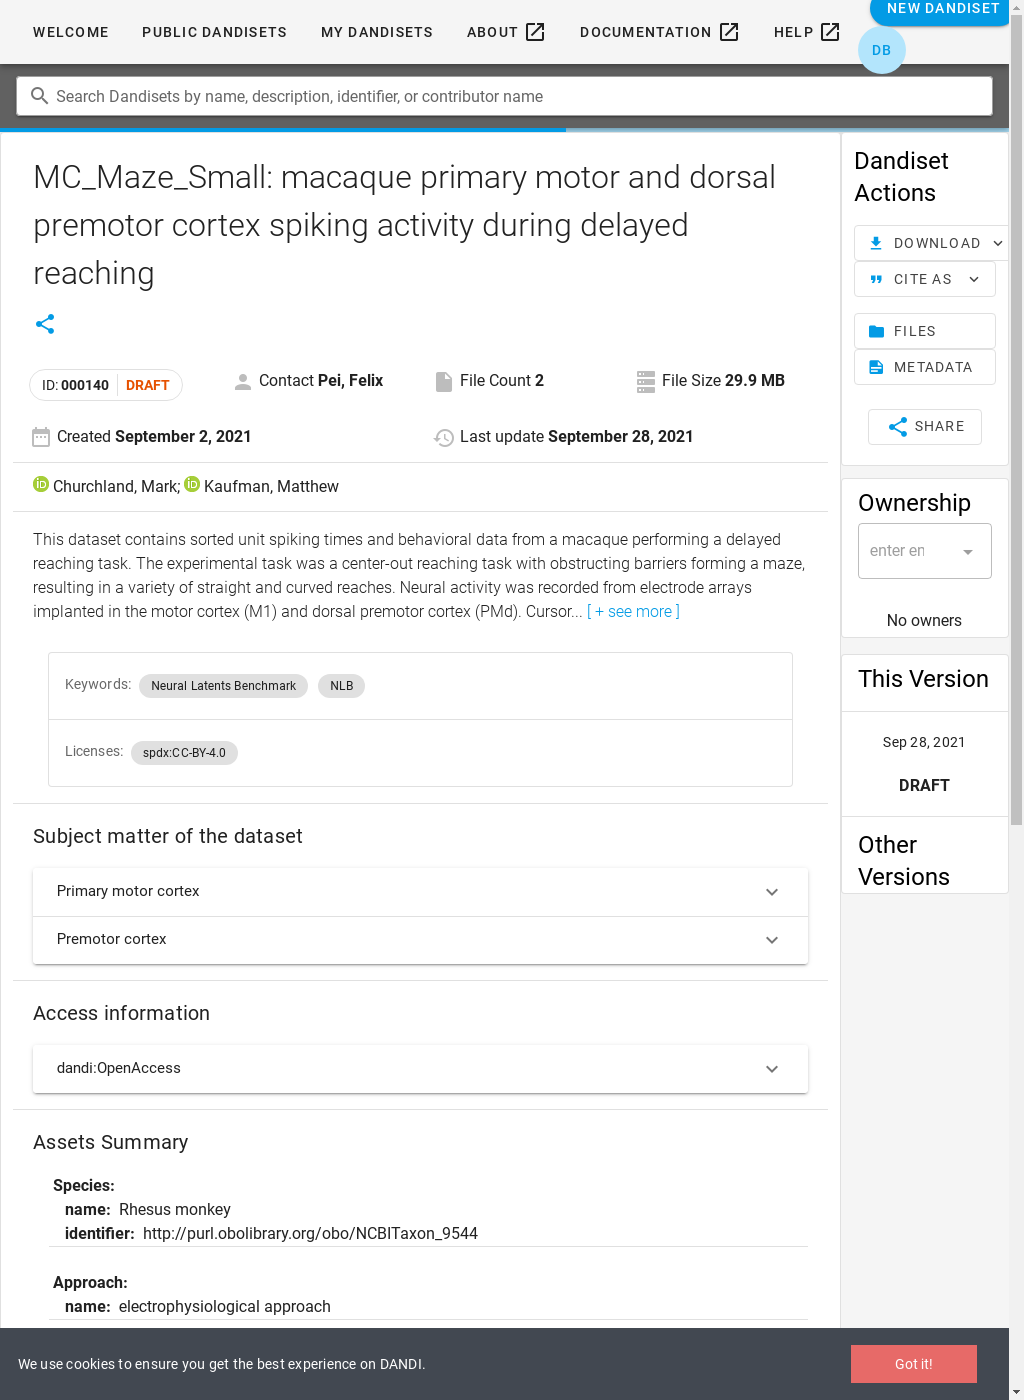 WELCOME PUBLIC DANDISETS MY DANDISETS ABOUT DOCUMENTATION HELP NEW DANDISET
DB
Search Dandisets by name, description, identifier, or contributor name
MC_Maze_Small: macaque primary motor and dorsal
premotor cortex spiking activity during delayed
reaching
ID: 000140 DRAFT Contact Pei, Felix File Count 2 File Size 29.9 MB
Created September 2, 2021 Last update September 28, 2021
iD Churchland, Mark; iD Kaufman, Matthew
This dataset contains sorted unit spiking times and behavioral data from a macaque performing a delayed
reaching task. The experimental task was a center-out reaching task with obstructing barriers forming a maze,
resulting in a variety of straight and curved reaches. Neural activity was recorded from electrode arrays
implanted in the motor cortex (M1) and dorsal premotor cortex (PMd). Cursor... [ + see more ]
Keywords: Neural Latents Benchmark NLB
Licenses: spdx:CC-BY-4.0
Subject matter of the dataset
Primary motor cortex
Premotor cortex
Access information
dandi:OpenAccess
Assets Summary
Species:
name: Rhesus monkey
identifier: http://purl.obolibrary.org/obo/NCBITaxon_9544
Approach:
name: electrophysiological approach
Dandiset
Actions
DOWNLOAD
CITE AS
FILES
METADATA
SHARE
Ownership
enter en
No owners
This Version
Sep 28, 2021
DRAFT
Other
Versions
We use cookies to ensure you get the best experience on DANDI.
Got it!